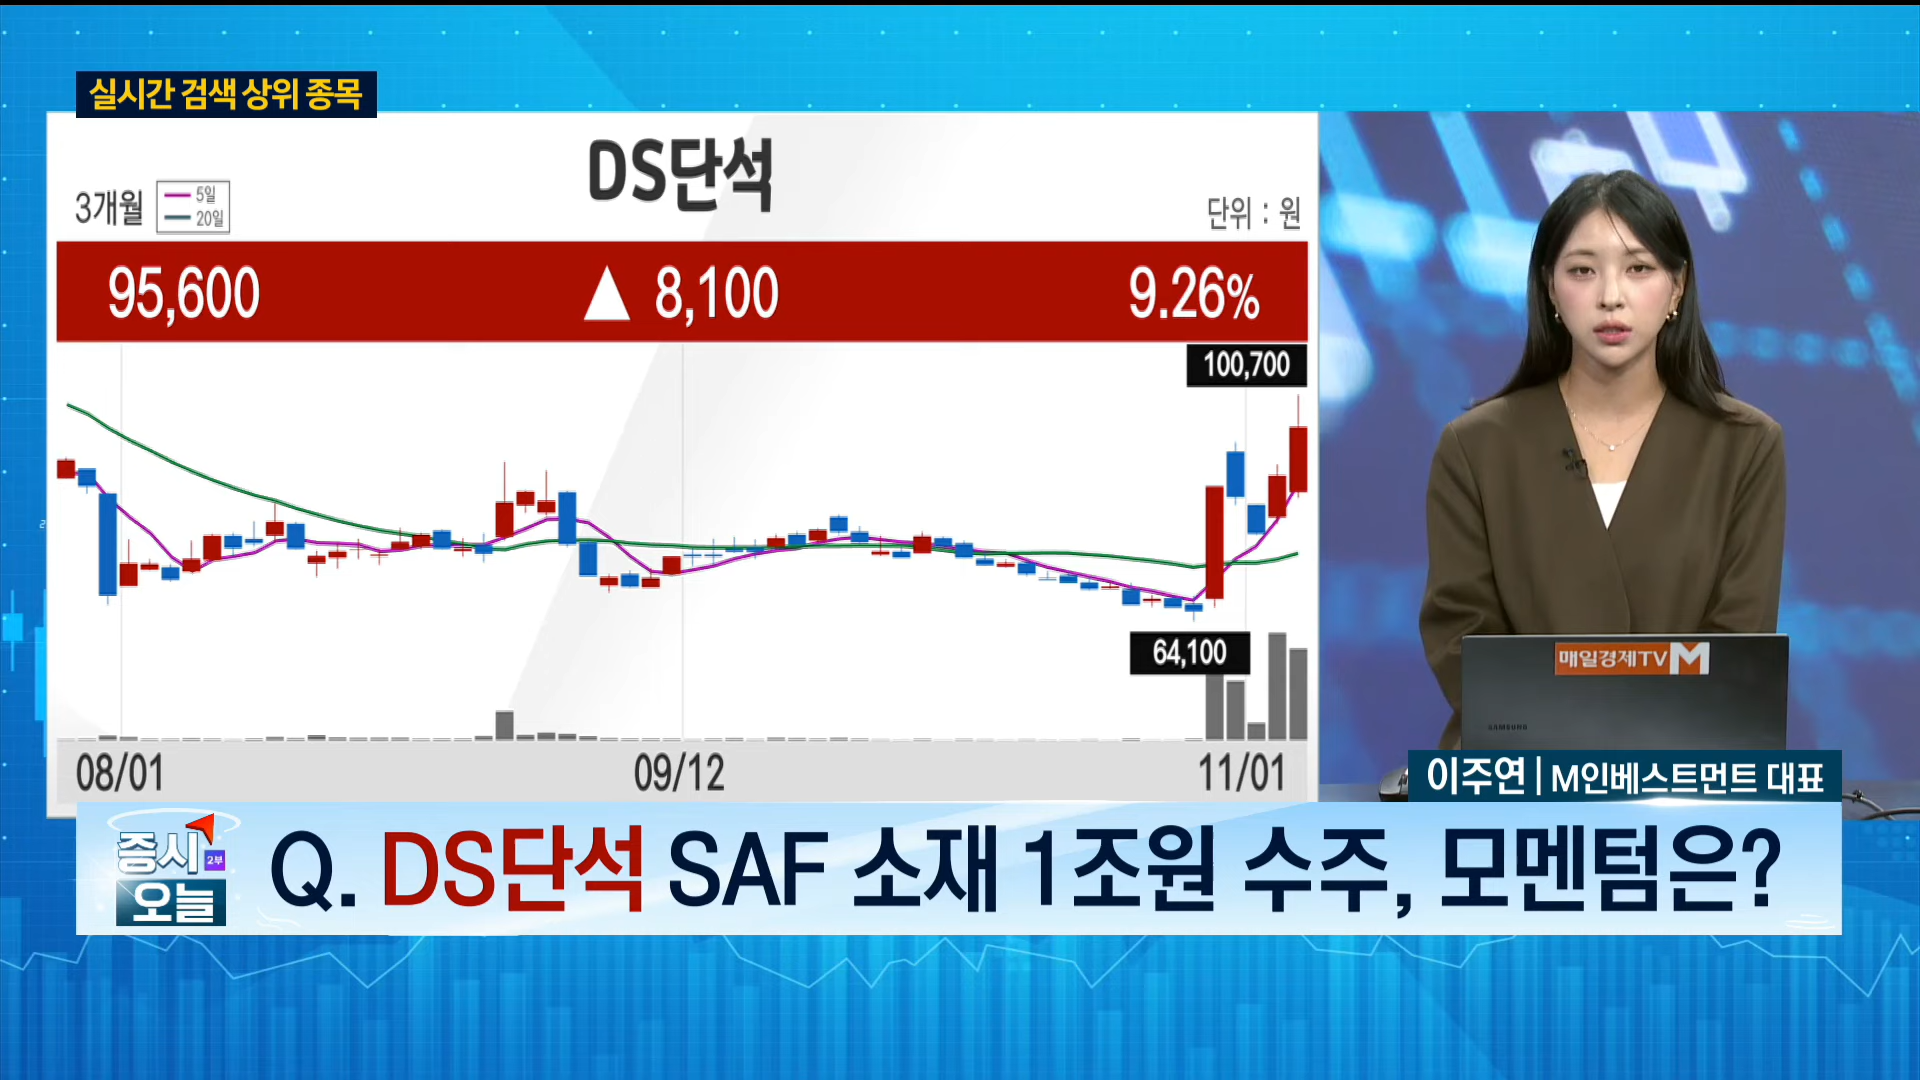 실시간 검색 상위 종목
DS단석
3개월
5일
20일
단위 : 원
95,600 ▲ 8,100 9.26%
100,700
64,100
08/01 09/12 11/01
매일경제TV M
SAMSUNG
이주연 | M인베스트먼트 대표
증시 2부
오늘
Q. DS단석 SAF 소재 1조원 수주, 모멘텀은?